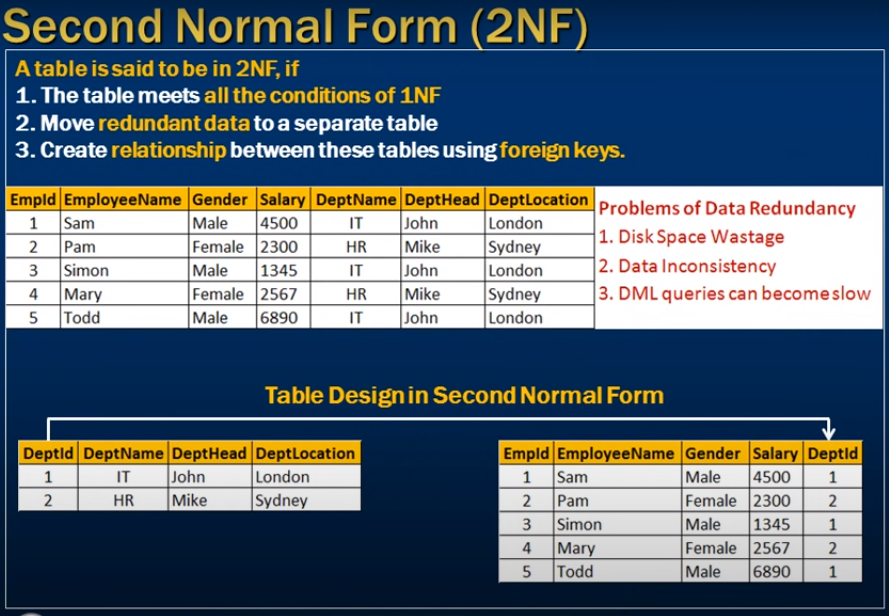 Second Normal Form (2NF)
A table is said to be in 2NF, if
1. The table meets all the conditions of 1NF
2. Move redundant data to a separate table
3. Create relationship between these tables using foreign keys.
EmpId EmployeeName Gender Salary DeptName DeptHead DeptLocation
1 Sam Male 4500 IT John London
2 Pam Female 2300 HR Mike Sydney
3 Simon Male 1345 IT John London
4 Mary Female 2567 HR Mike Sydney
5 Todd Male 6890 IT John London
Problems of Data Redundancy
1. Disk Space Wastage
2. Data Inconsistency
3. DML queries can become slow
Table Design in Second Normal Form
DeptId DeptName DeptHead DeptLocation
1 IT John London
2 HR Mike Sydney
EmpId EmployeeName Gender Salary DeptId
1 Sam Male 4500 1
2 Pam Female 2300 2
3 Simon Male 1345 1
4 Mary Female 2567 2
5 Todd Male 6890 1